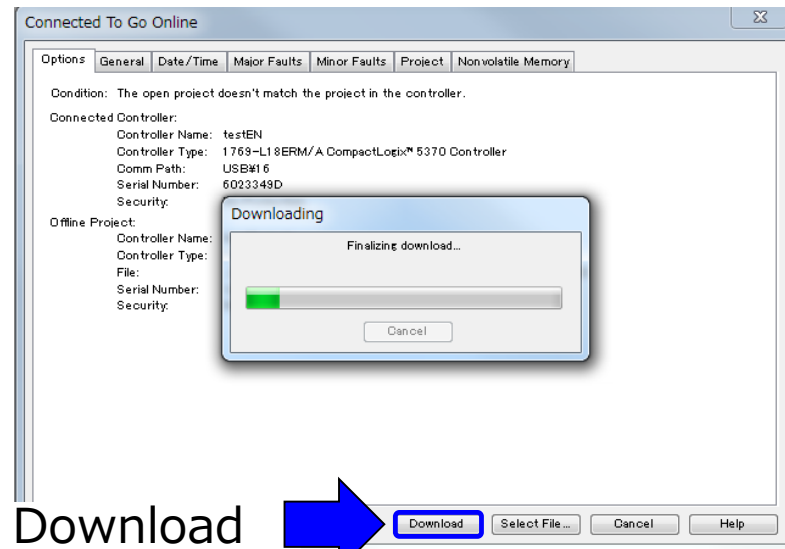 Connected To Go Online
Options General Date/Time Major Faults Minor Faults Project Nonvolatile Memory
Condition: The open project doesn't match the project in the controller.
Connected Controller:
Controller Name: testEN
Controller Type: 1769-L18ERM/A CompactLogix™ 5370 Controller
Comm Path: USB¥16
Serial Number: 6023349D
Security:
Offline Project:
Controller Name:
Controller Type:
File:
Serial Number:
Security:
Downloading
Finalizing download...
Cancel
Download
Download Select File... Cancel Help